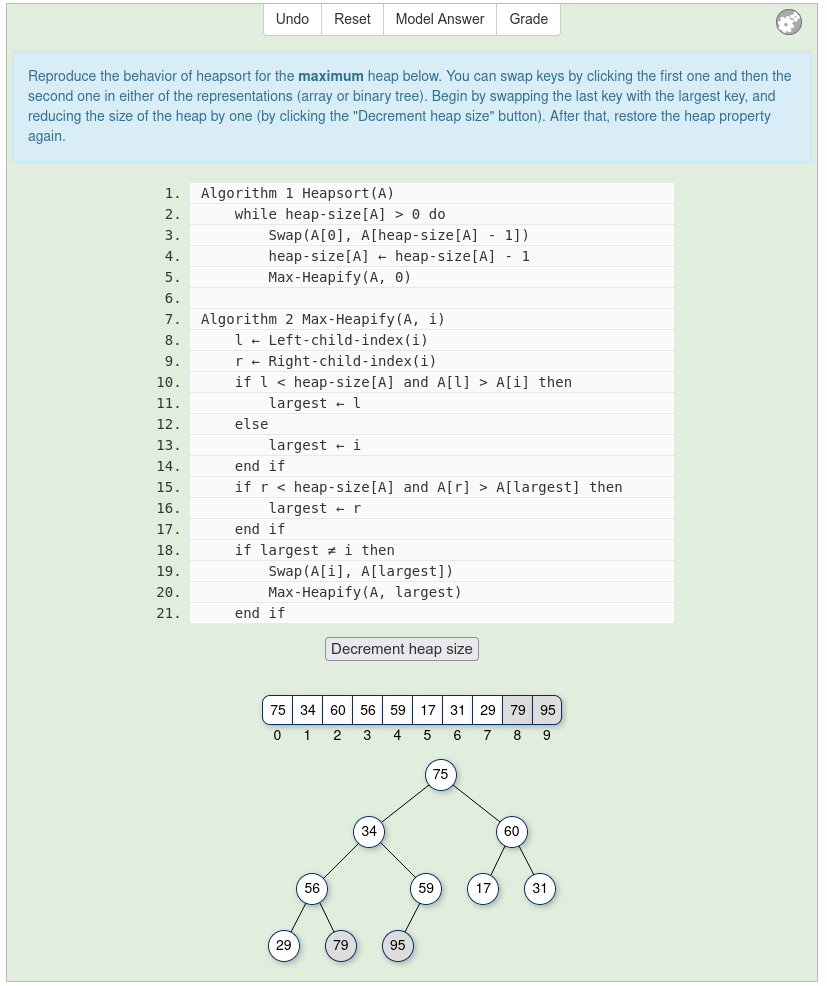 Undo Reset Model Answer Grade
Reproduce the behavior of heapsort for the maximum heap below. You can swap keys by clicking the first one and then the
second one in either of the representations (array or binary tree). Begin by swapping the last key with the largest key, and
reducing the size of the heap by one (by clicking the "Decrement heap size" button). After that, restore the heap property
again.
1. Algorithm 1 Heapsort(A)
2. while heap-size[A] > 0 do
3. Swap(A[0], A[heap-size[A] - 1])
4. heap-size[A] ← heap-size[A] - 1
5. Max-Heapify(A, 0)
6.
7. Algorithm 2 Max-Heapify(A, i)
8. l ← Left-child-index(i)
9. r ← Right-child-index(i)
10. if l < heap-size[A] and A[l] > A[i] then
11. largest ← l
12. else
13. largest ← i
14. end if
15. if r < heap-size[A] and A[r] > A[largest] then
16. largest ← r
17. end if
18. if largest ≠ i then
19. Swap(A[i], A[largest])
20. Max-Heapify(A, largest)
21. end if
Decrement heap size
75 34 60 56 59 17 31 29 79 95
0 1 2 3 4 5 6 7 8 9
75
34 60
56 59 17 31
29 79 95